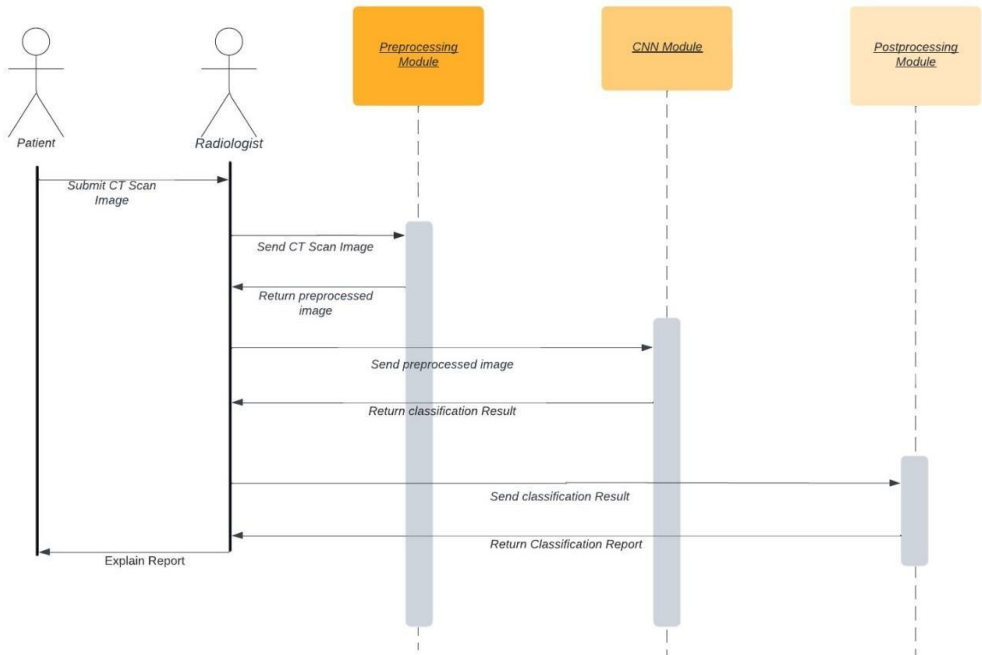 Preprocessing
Module
CNN Module
Postprocessing
Module
Patient
Radiologist
Submit CT Scan
Image
Send CT Scan Image
Return preprocessed
image
Send preprocessed image
Return classification Result
Send classification Result
Return Classification Report
Explain Report